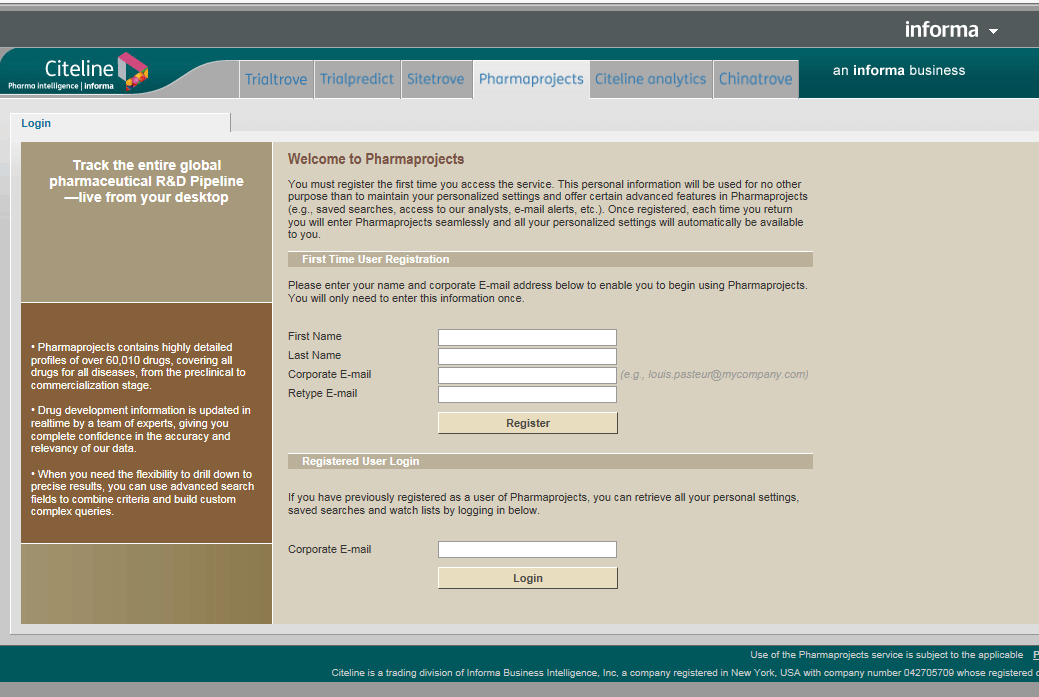 informa
Citeline
Pharma intelligence | informa
Trialtrove
Trialpredict
Sitetrove
Pharmaprojects
Citeline analytics
Chinatrove
an informa business
Login
Track the entire global
pharmaceutical R&D Pipeline
—live from your desktop
• Pharmaprojects contains highly detailed
profiles of over 60,010 drugs, covering all
drugs for all diseases, from the preclinical to
commercialization stage.
• Drug development information is updated in
realtime by a team of experts, giving you
complete confidence in the accuracy and
relevancy of our data.
• When you need the flexibility to drill down to
precise results, you can use advanced search
fields to combine criteria and build custom
complex queries.
Welcome to Pharmaprojects
You must register the first time you access the service. This personal information will be used for no other
purpose than to maintain your personalized settings and offer certain advanced features in Pharmaprojects
(e.g., saved searches, access to our analysts, e-mail alerts, etc.). Once registered, each time you return
you will enter Pharmaprojects seamlessly and all your personalized settings will automatically be available
to you.
First Time User Registration
Please enter your name and corporate E-mail address below to enable you to begin using Pharmaprojects.
You will only need to enter this information once.
First Name
Last Name
Corporate E-mail
(e.g., louis.pasteur@mycompany.com)
Retype E-mail
Register
Registered User Login
If you have previously registered as a user of Pharmaprojects, you can retrieve all your personal settings,
saved searches and watch lists by logging in below.
Corporate E-mail
Login
Use of the Pharmaprojects service is subject to the applicable
Citeline is a trading division of Informa Business Intelligence, Inc, a company registered in New York, USA with company number 042705709 whose registered